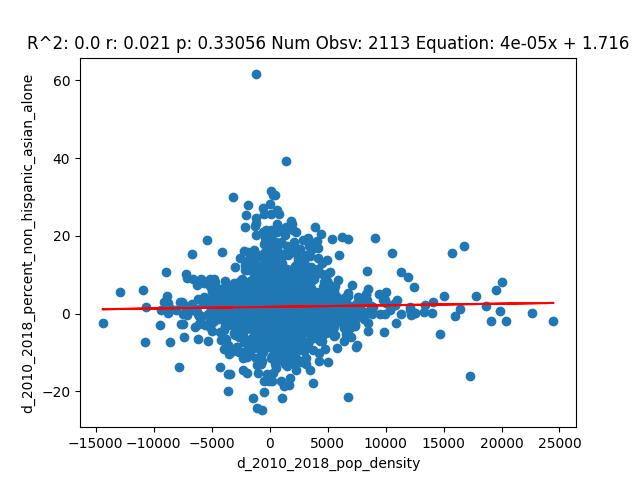 R^2: 0.0 r: 0.021 p: 0.33056 Num Obsv: 2113 Equation: 4e-05x + 1.716
60
40
20
0
−20
d_2010_2018_percent_non_hispanic_asian_alone
−15000 −10000 −5000 0 5000 10000 15000 20000 25000
d_2010_2018_pop_density